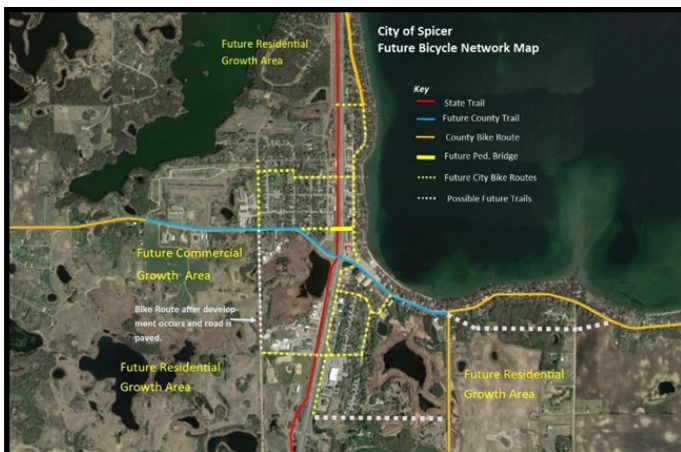 City of Spicer
Future Bicycle Network Map
Future Residential
Growth Area
Key
State Trail
Future County Trail
County Bike Route
Future Ped. Bridge
Future City Bike Routes
Possible Future Trails
Future Commercial
Growth Area
Bike Route after develop-
ment occurs and road is
paved.
Future Residential
Growth Area
Future Residential
Growth Area